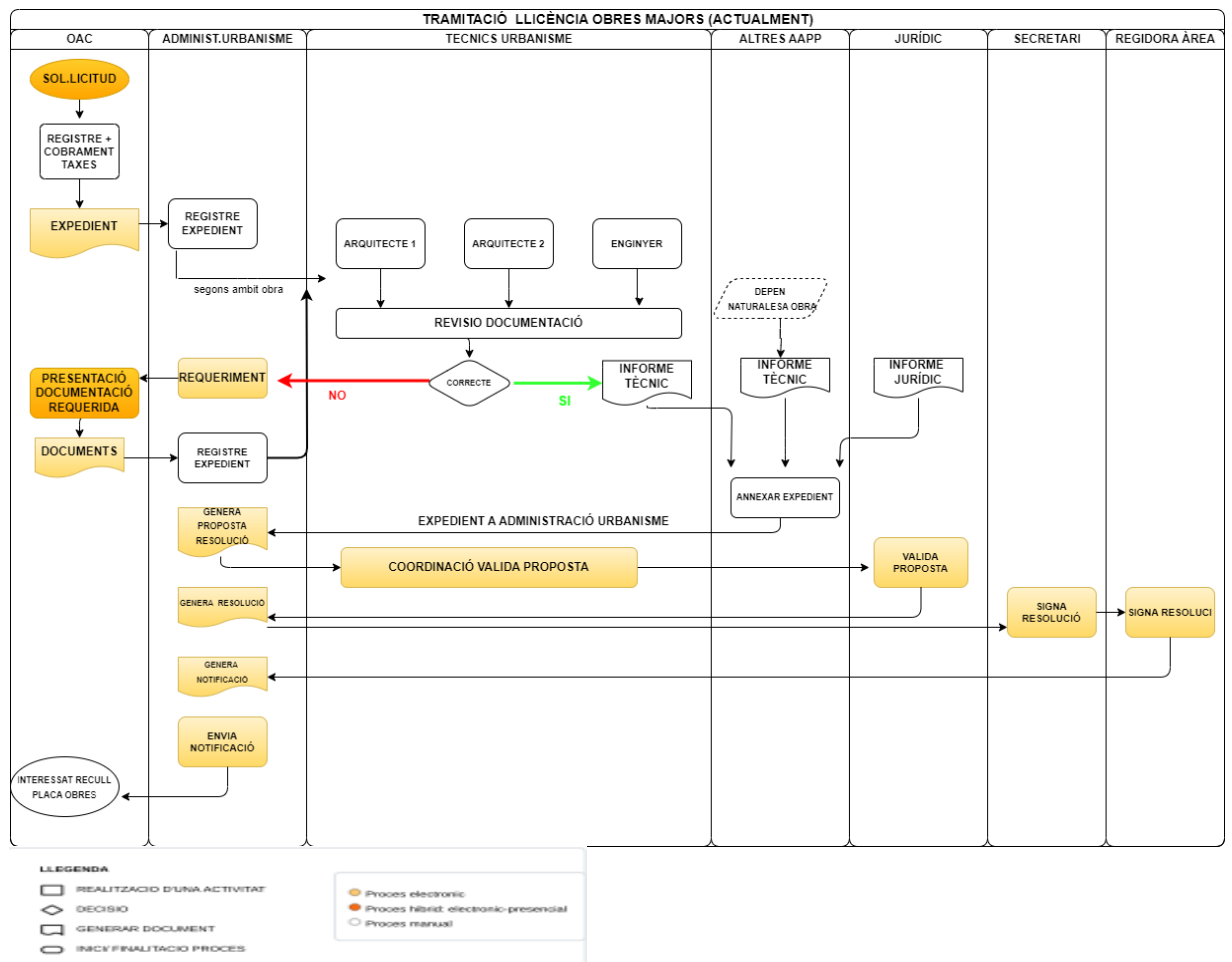 TRAMITACIÓ LLICÈNCIA OBRES MAJORS (ACTUALMENT)
OAC
ADMINIST.URBANISME
TECNICS URBANISME
ALTRES AAPP
JURÍDIC
SECRETARI
REGIDORA ÀREA
SOL.LICITUD
REGISTRE +
COBRAMENT
TAXES
EXPEDIENT
REGISTRE
EXPEDIENT
segons ambit obra
ARQUITECTE 1
ARQUITECTE 2
ENGINYER
REVISIO DOCUMENTACIÓ
DEPEN
NATURALESA OBRA
CORRECTE
NO
SI
INFORME
TÈCNIC
INFORME
TÈCNIC
INFORME
JURÍDIC
REQUERIMENT
PRESENTACIÓ
DOCUMENTACIÓ
REQUERIDA
DOCUMENTS
REGISTRE
EXPEDIENT
ANNEXAR EXPEDIENT
EXPEDIENT A ADMINISTRACIÓ URBANISME
GENERA
PROPOSTA
RESOLUCIÓ
COORDINACIÓ VALIDA PROPOSTA
VALIDA
PROPOSTA
GENERA RESOLUCIÓ
SIGNA
RESOLUCIÓ
SIGNA RESOLUCI
GENERA
NOTIFICACIÓ
ENVIA
NOTIFICACIÓ
INTERESSAT RECULL
PLACA OBRES
LLEGENDA
REALITZACIO D'UNA ACTIVITAT
DECISIO
GENERAR DOCUMENT
INICI/ FINALITACIO PROCES
Proces electronic
Proces hibrid: electronic-presencial
Proces manual